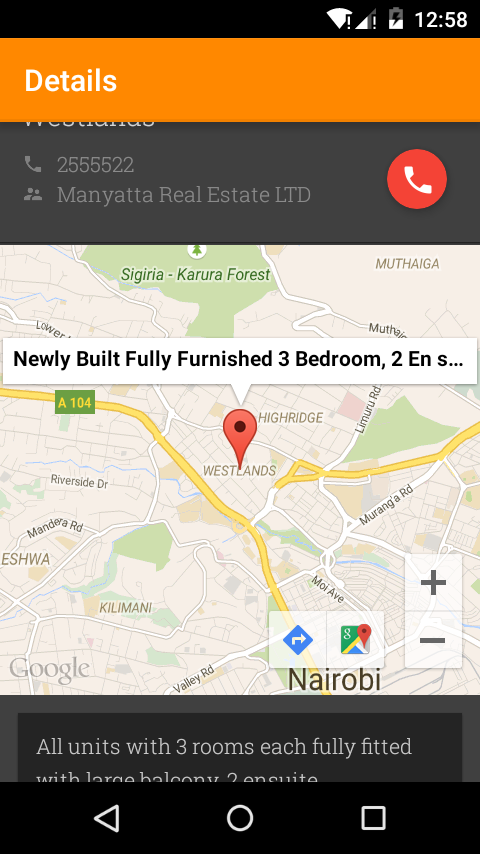 12:58
Details
Westlands
2555522
Manyatta Real Estate LTD
Sigiria - Karura Forest
MUTHAIGA
Lower
Muthaig
Newly Built Fully Furnished 3 Bedroom, 2 En s...
A 104
HIGHRIDGE
Limuru Rd
WESTLANDS
Riverside Dr
Murang'a Rd
Mandera Rd
ESHWA
Moi Ave
KILIMANI
Google
Valley Rd
Nairobi
All units with 3 rooms each fully fitted
with large balcony, 2 ensuite